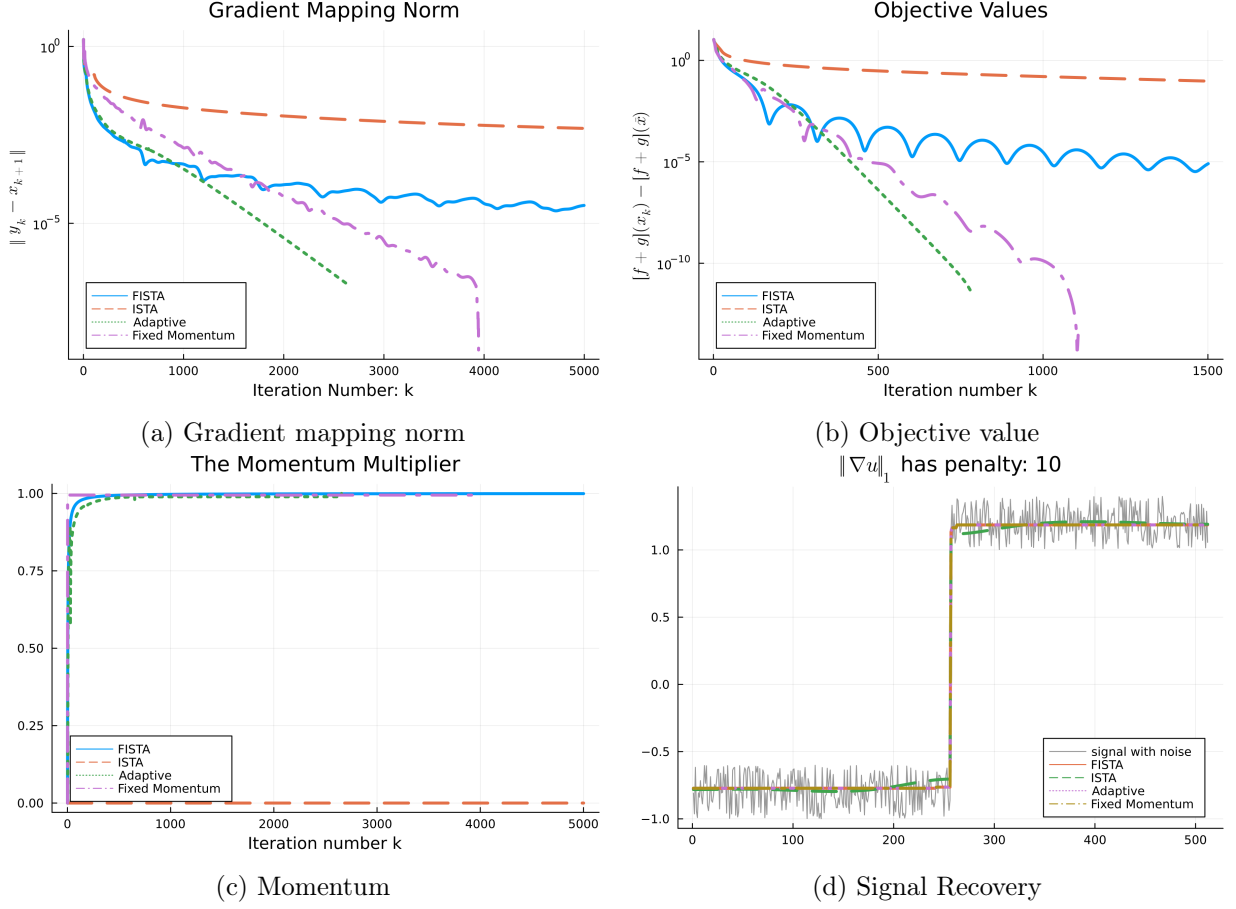 Gradient Mapping Norm
10^0
10^-5
‖ y_k − x_{k+1} ‖
FISTA
ISTA
Adaptive
Fixed Momentum
0 1000 2000 3000 4000 5000
Iteration Number: k
(a) Gradient mapping norm
Objective Values
10^0
10^-5
10^-10
[f + g](x_k) − [f + g](x̄)
FISTA
ISTA
Adaptive
Fixed Momentum
0 500 1000 1500
Iteration number k
(b) Objective value
The Momentum Multiplier
1.00
0.75
0.50
0.25
0.00
FISTA
ISTA
Adaptive
Fixed Momentum
0 1000 2000 3000 4000 5000
Iteration number k
(c) Momentum
‖∇u‖_1 has penalty: 10
1.0
0.5
0.0
−0.5
−1.0
signal with noise
FISTA
ISTA
Adaptive
Fixed Momentum
0 100 200 300 400 500
(d) Signal Recovery